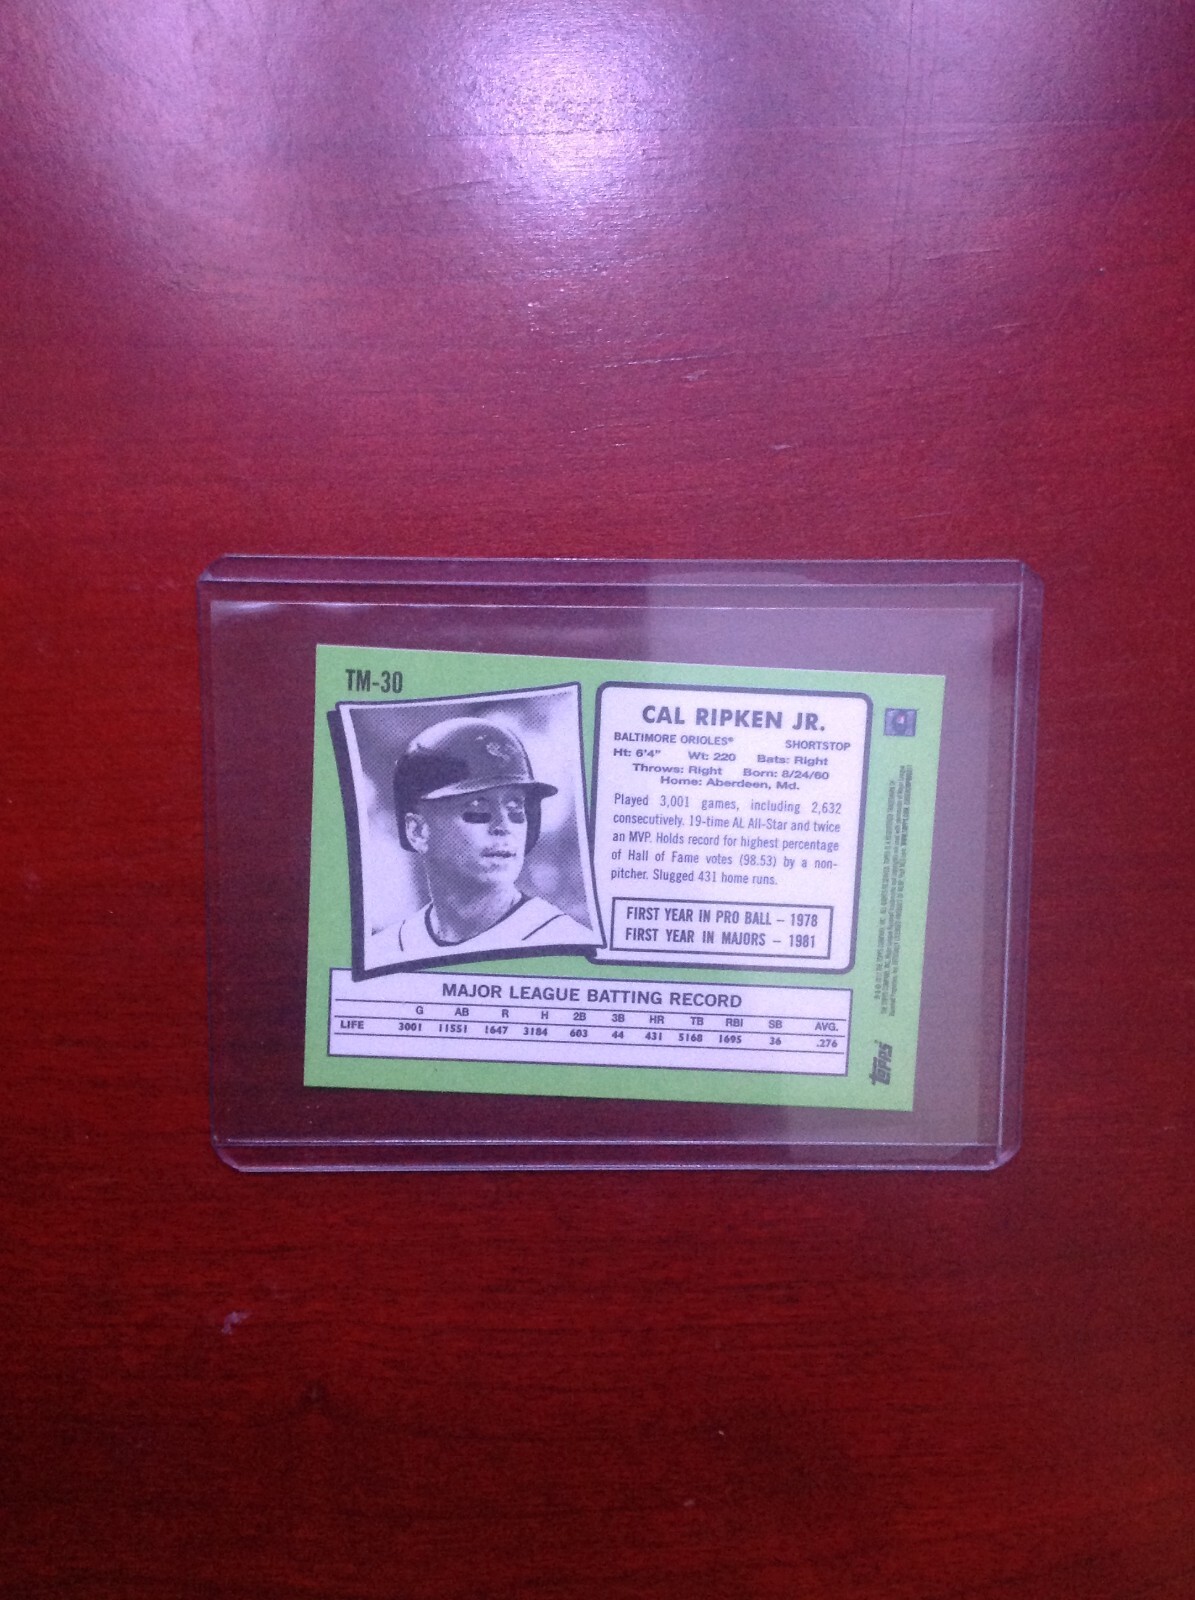 TM-30
CAL RIPKEN JR.
BALTIMORE ORIOLES® SHORTSTOP
Ht: 6'4" Wt: 220 Bats: Right
Throws: Right Born: 8/24/60
Home: Aberdeen, Md.
Played 3,001 games, including 2,632
consecutively. 19-time AL All-Star and twice
an MVP. Holds record for highest percentage
of Hall of Fame votes (98.53) by a non-
pitcher. Slugged 431 home runs.
FIRST YEAR IN PRO BALL – 1978
FIRST YEAR IN MAJORS – 1981
MAJOR LEAGUE BATTING RECORD
G AB R H 2B 3B HR TB RBI SB AVG.
LIFE 3001 11551 1647 3184 603 44 431 5168 1695 36 .276
Topps